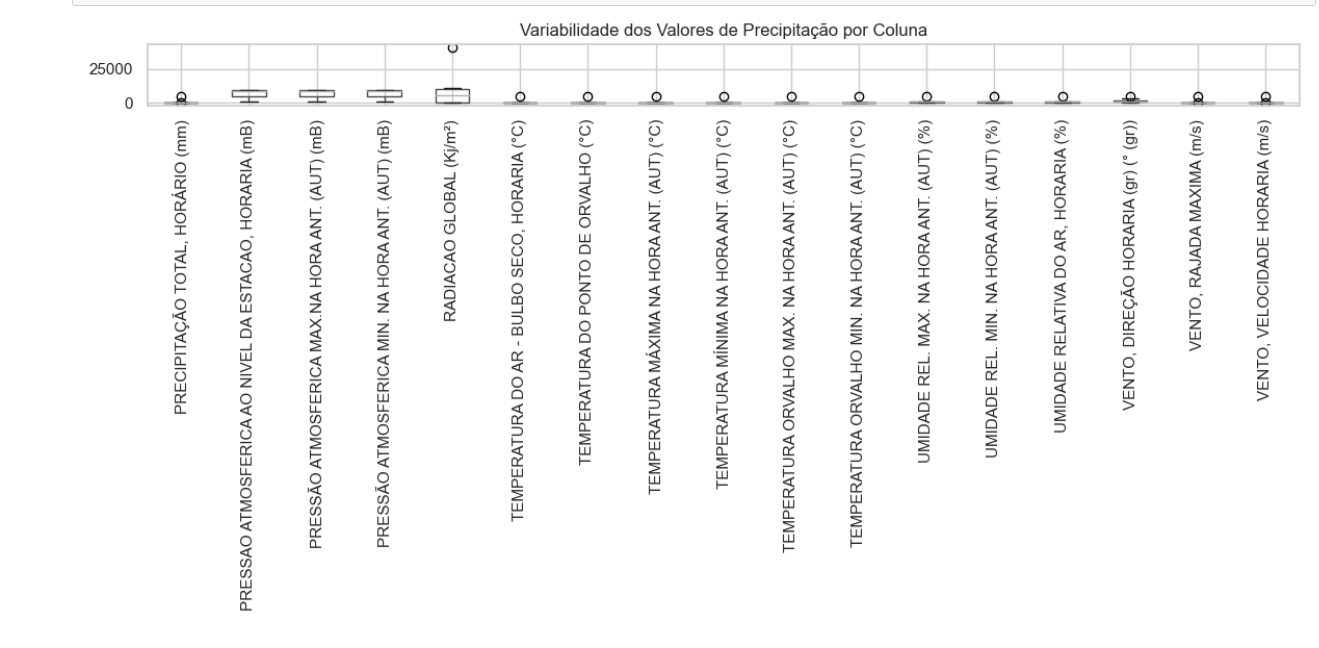 Variabilidade dos Valores de Precipitação por Coluna
25000
0
PRECIPITAÇÃO TOTAL, HORÁRIO (mm)
PRESSAO ATMOSFERICA AO NIVEL DA ESTACAO, HORARIA (mB)
PRESSÃO ATMOSFERICA MAX.NA HORA ANT. (AUT) (mB)
PRESSÃO ATMOSFERICA MIN. NA HORA ANT. (AUT) (mB)
RADIACAO GLOBAL (Kj/m²)
TEMPERATURA DO AR - BULBO SECO, HORARIA (°C)
TEMPERATURA DO PONTO DE ORVALHO (°C)
TEMPERATURA MÁXIMA NA HORA ANT. (AUT) (°C)
TEMPERATURA MÍNIMA NA HORA ANT. (AUT) (°C)
TEMPERATURA ORVALHO MAX. NA HORA ANT. (AUT) (°C)
TEMPERATURA ORVALHO MIN. NA HORA ANT. (AUT) (°C)
UMIDADE REL. MAX. NA HORA ANT. (AUT) (%)
UMIDADE REL. MIN. NA HORA ANT. (AUT) (%)
UMIDADE RELATIVA DO AR, HORARIA (%)
VENTO, DIREÇÃO HORARIA (gr) (° (gr))
VENTO, RAJADA MAXIMA (m/s)
VENTO, VELOCIDADE HORARIA (m/s)